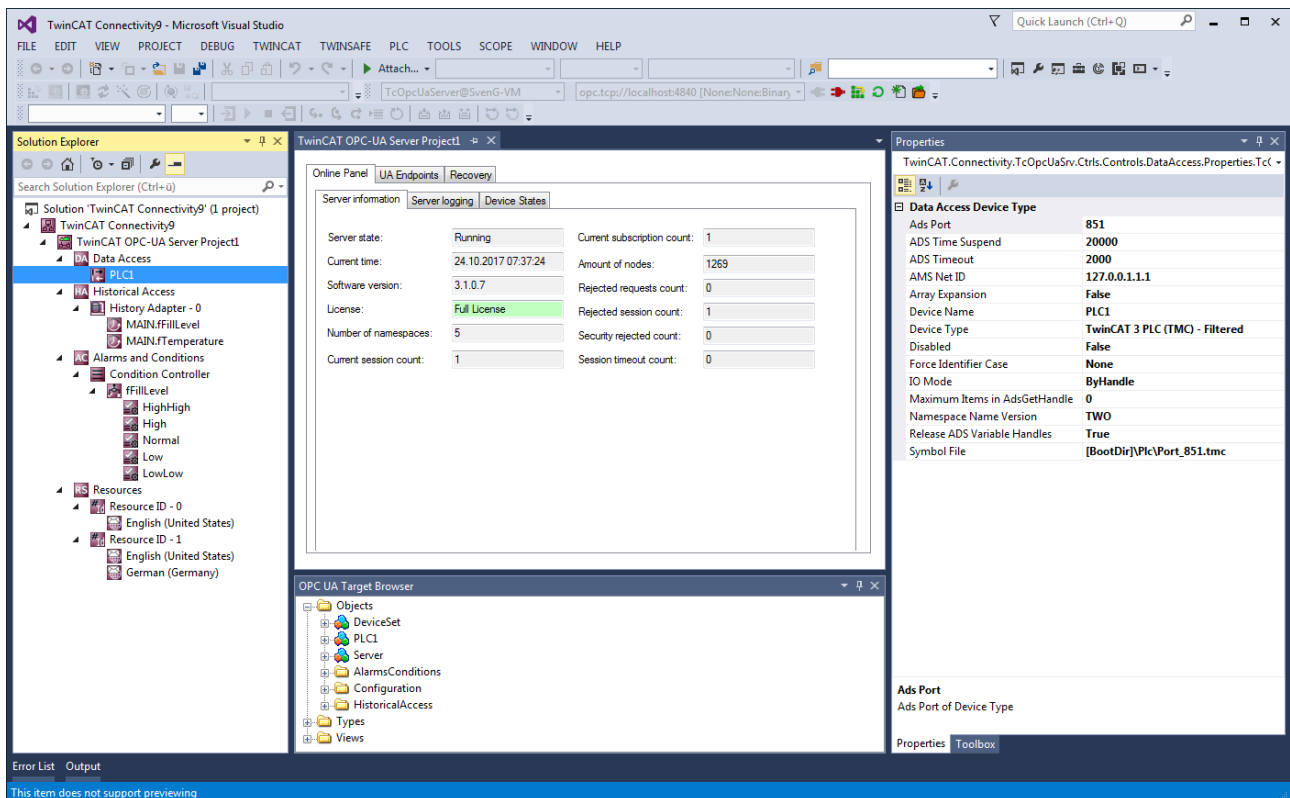 TwinCAT Connectivity9 - Microsoft Visual Studio
Quick Launch (Ctrl+Q)
FILE EDIT VIEW PROJECT DEBUG TWINCAT TWINSAFE PLC TOOLS SCOPE WINDOW HELP
Attach...
TcOpcUaServer@SvenG-VM
opc.tcp://localhost:4840 [None:None:Binary
Solution Explorer
Search Solution Explorer (Ctrl+ü)
Solution 'TwinCAT Connectivity9' (1 project)
TwinCAT Connectivity9
TwinCAT OPC-UA Server Project1
DA Data Access
PLC1
HA Historical Access
History Adapter - 0
MAIN.fFillLevel
MAIN.fTemperature
AC Alarms and Conditions
Condition Controller
fFillLevel
HighHigh
High
Normal
Low
LowLow
RS Resources
Resource ID - 0
English (United States)
Resource ID - 1
English (United States)
German (Germany)
TwinCAT OPC-UA Server Project1
Online Panel UA Endpoints Recovery
Server information Server logging Device States
Server state: Running
Current time: 24.10.2017 07:37:24
Software version: 3.1.0.7
License: Full License
Number of namespaces: 5
Current session count: 1
Current subscription count: 1
Amount of nodes: 1269
Rejected requests count: 0
Rejected session count: 1
Security rejected count: 0
Session timeout count: 0
OPC UA Target Browser
Objects
DeviceSet
PLC1
Server
AlarmsConditions
Configuration
HistoricalAccess
Types
Views
Properties
TwinCAT.Connectivity.TcOpcUaSrv.Ctrls.Controls.DataAccess.Properties.Tc(
Data Access Device Type
Ads Port 851
ADS Time Suspend 20000
ADS Timeout 2000
AMS Net ID 127.0.0.1.1.1
Array Expansion False
Device Name PLC1
Device Type TwinCAT 3 PLC (TMC) - Filtered
Disabled False
Force Identifier Case None
IO Mode ByHandle
Maximum Items in AdsGetHandle 0
Namespace Name Version TWO
Release ADS Variable Handles True
Symbol File [BootDir]\Plc\Port_851.tmc
Ads Port
Ads Port of Device Type
Properties Toolbox
Error List Output
This item does not support previewing